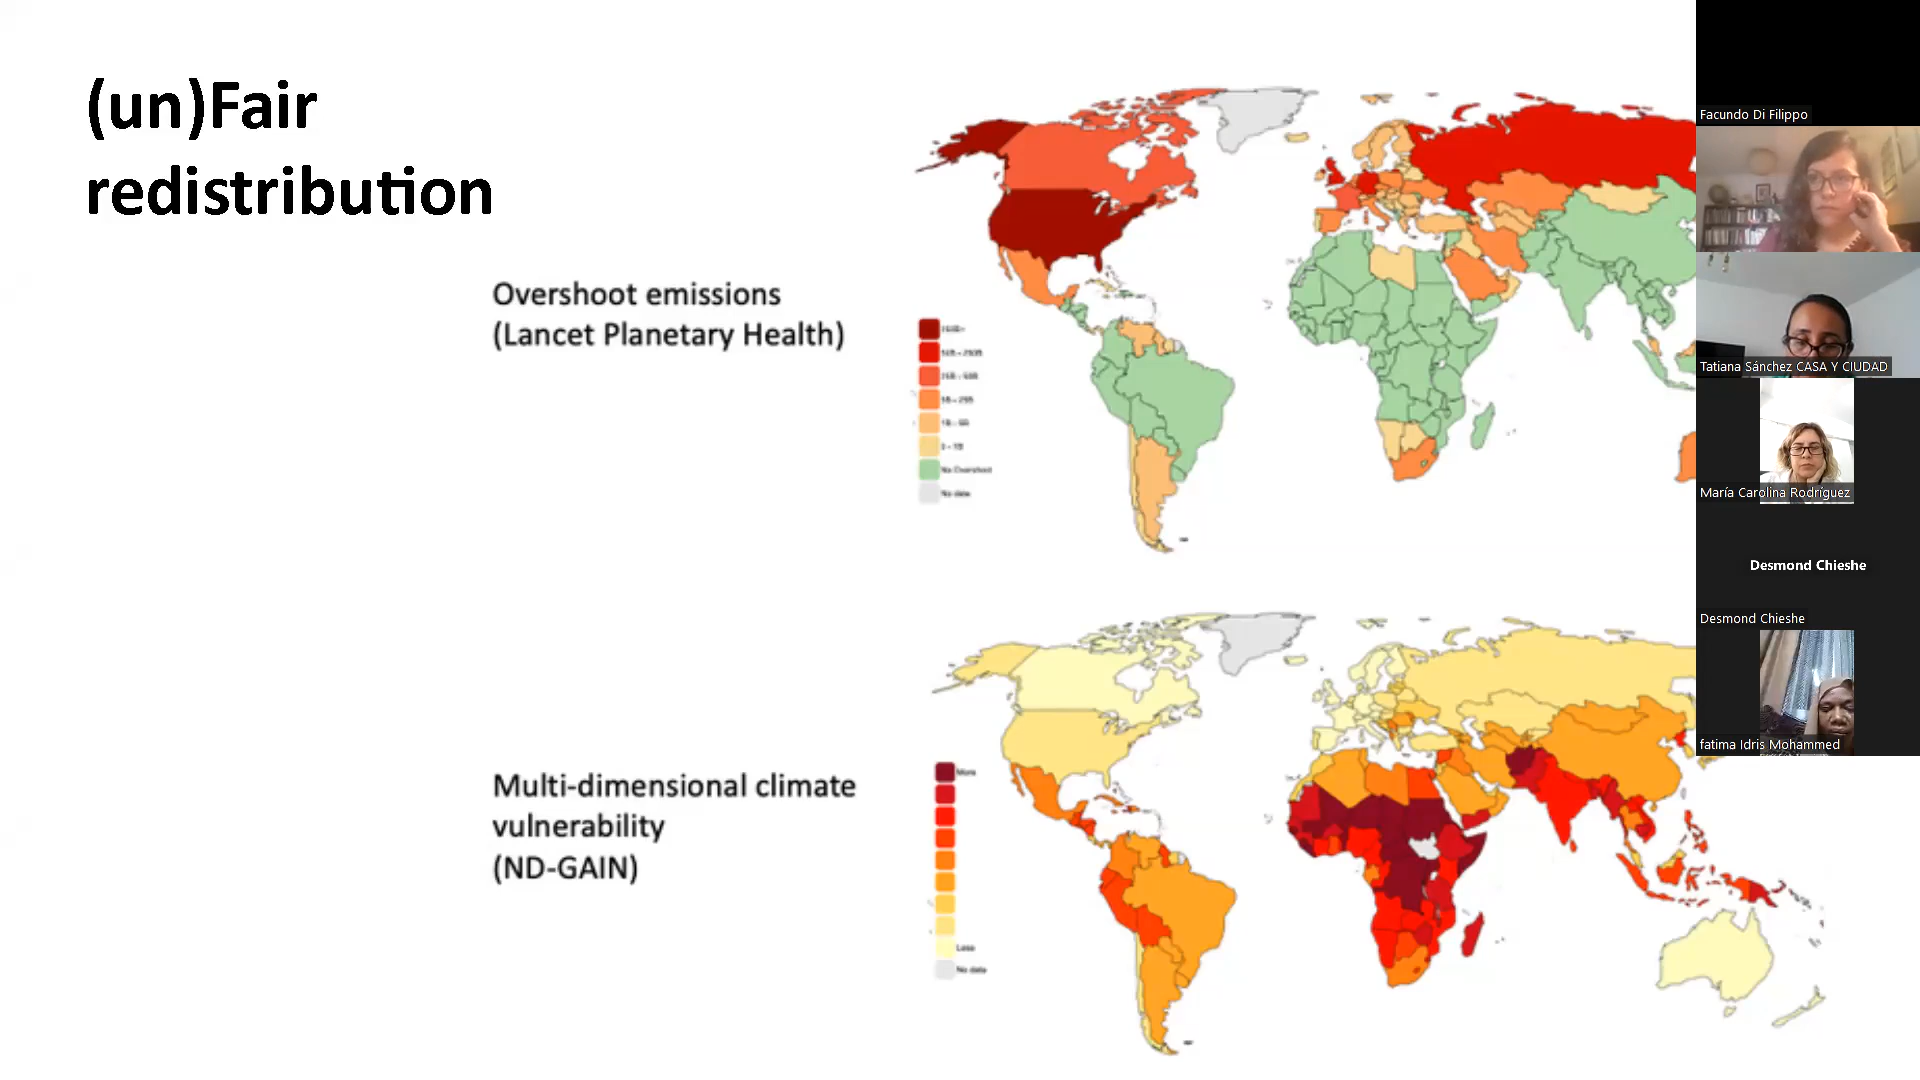 (un)Fair
redistribution
Overshoot emissions
(Lancet Planetary Health)
No Overshoot
No data
Multi-dimensional climate
vulnerability
(ND-GAIN)
More
Less
No data
Facundo Di Filippo
Tatiana Sánchez CASA Y CIUDAD
María Carolina Rodríguez
Desmond Chieshe
Desmond Chieshe
fatima Idris Mohammed